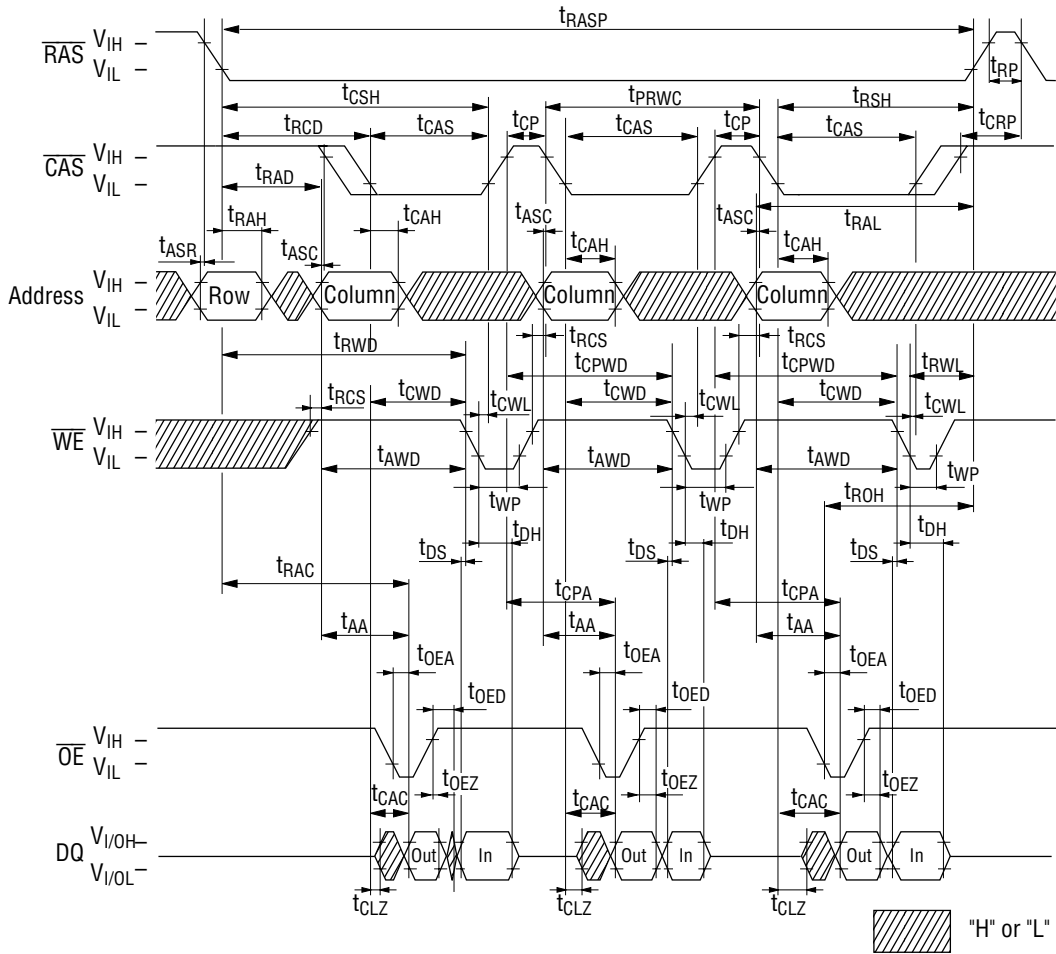 tRASP
RAS VIH
VIL
tRP
tCSH tPRWC tRSH
tRCD tCAS tCP tCAS tCP tCAS tCRP
CAS VIH
VIL
tRAD
tRAH tCAH tASC tASC tRAL
tASR tASC tCAH tCAH
Address VIH
VIL
Row Column Column Column
tRWD tRCS tRCS
tCPWD tCPWD tRWL
tRCS tCWD tCWL tCWD tCWL tCWD tCWL
WE VIH
VIL
tAWD tAWD tAWD
tWP tWP tWP
tROH
tDH tDH tDH
tDS tDS tDS
tRAC
tCPA tCPA
tAA tAA tAA
tOEA tOEA tOEA
tOED tOED tOED
OE VIH
VIL
tOEZ tOEZ tOEZ
tCAC tCAC tCAC
DQ VI/OH
VI/OL
Out In Out In Out In
tCLZ tCLZ tCLZ
"H" or "L"